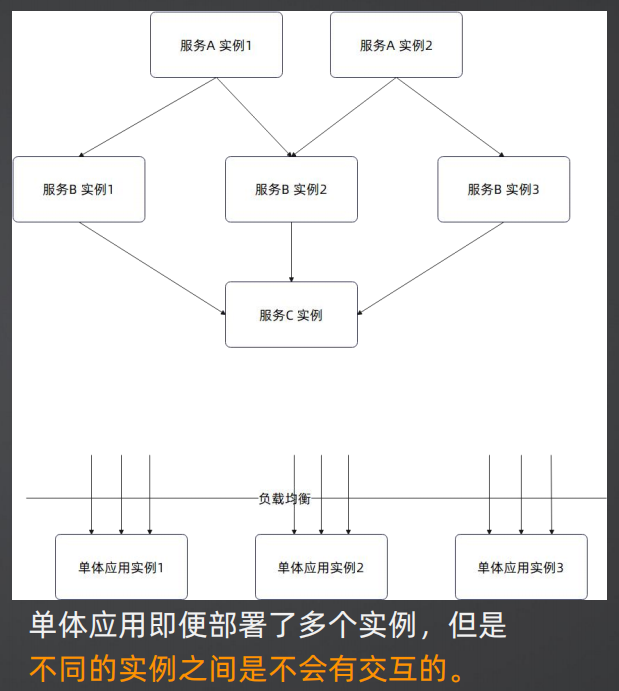 服务A 实例1
服务A 实例2
服务B 实例1
服务B 实例2
服务B 实例3
服务C 实例
负载均衡
单体应用实例1
单体应用实例2
单体应用实例3
单体应用即便部署了多个实例，但是
不同的实例之间是不会有交互的。